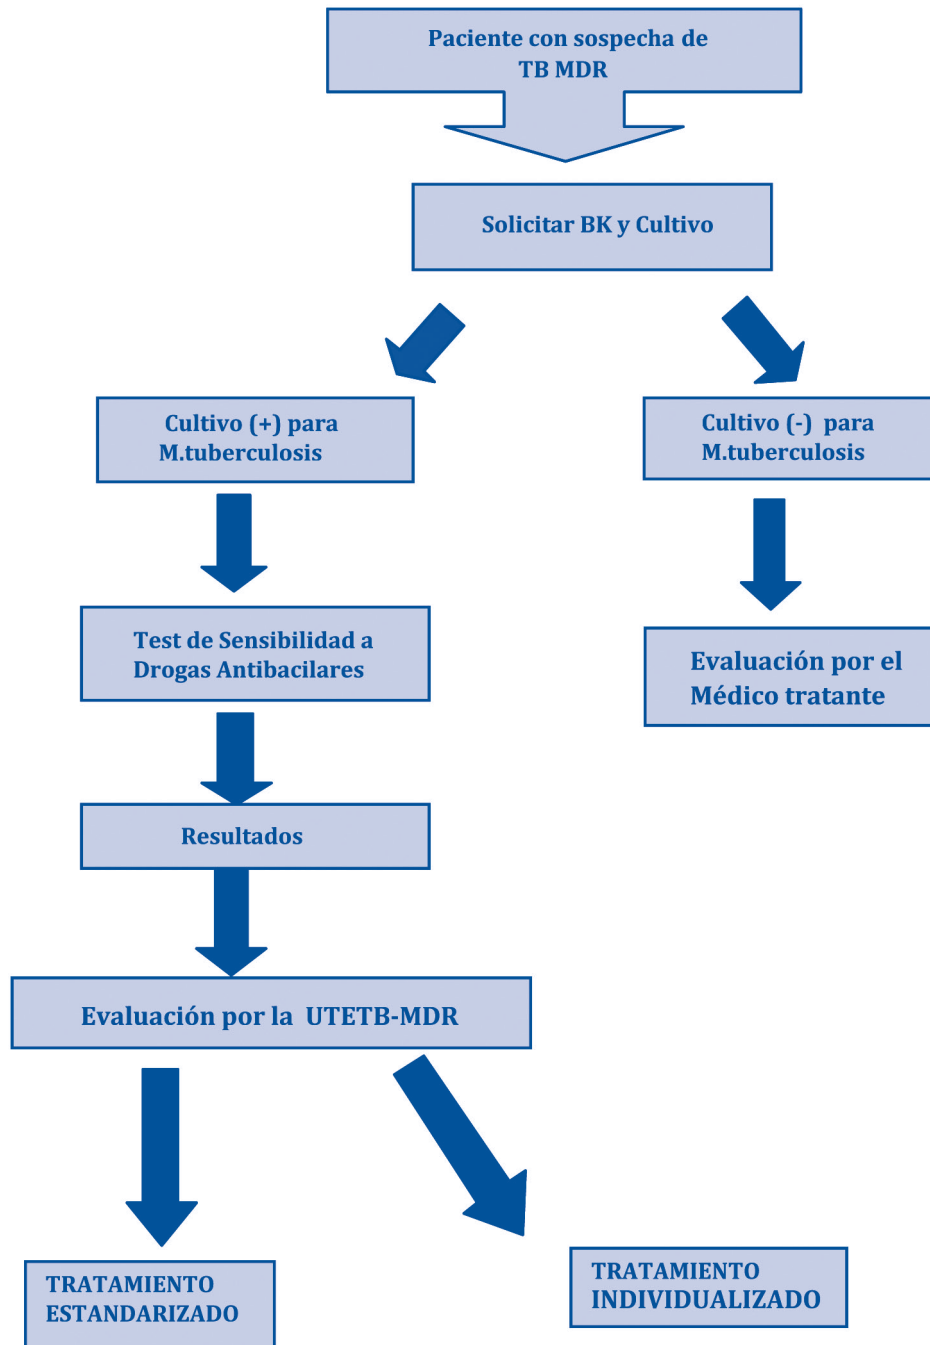 Paciente con sospecha de
TB MDR
Solicitar BK y Cultivo
Cultivo (+) para
M.tuberculosis
Cultivo (-) para
M.tuberculosis
Test de Sensibilidad a
Drogas Antibacilares
Evaluación por el
Médico tratante
Resultados
Evaluación por la UTETB-MDR
TRATAMIENTO
ESTANDARIZADO
TRATAMIENTO
INDIVIDUALIZADO